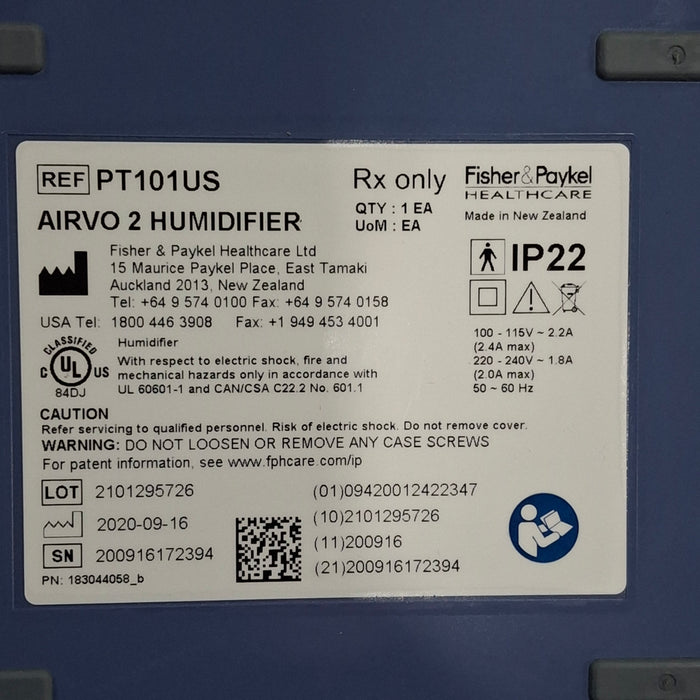 REF PT101US
Rx only
Fisher & Paykel
HEALTHCARE
AIRVO 2 HUMIDIFIER
QTY : 1 EA
UoM : EA
Made in New Zealand
Fisher & Paykel Healthcare Ltd
15 Maurice Paykel Place, East Tamaki
Auckland 2013, New Zealand
Tel: +64 9 574 0100 Fax: +64 9 574 0158
IP22
USA Tel: 1800 446 3908 Fax: +1 949 453 4001
CLASSIFIED
C UL US
84DJ
Humidifier
With respect to electric shock, fire and
mechanical hazards only in accordance with
UL 60601-1 and CAN/CSA C22.2 No. 601.1
100 - 115V ~ 2.2A
(2.4A max)
220 - 240V ~ 1.8A
(2.0A max)
50 ~ 60 Hz
CAUTION
Refer servicing to qualified personnel. Risk of electric shock. Do not remove cover.
WARNING: DO NOT LOOSEN OR REMOVE ANY CASE SCREWS
For patent information, see www.fphcare.com/ip
LOT 2101295726
2020-09-16
SN 200916172394
PN: 183044058_b
(01)09420012422347
(10)2101295726
(11)200916
(21)200916172394